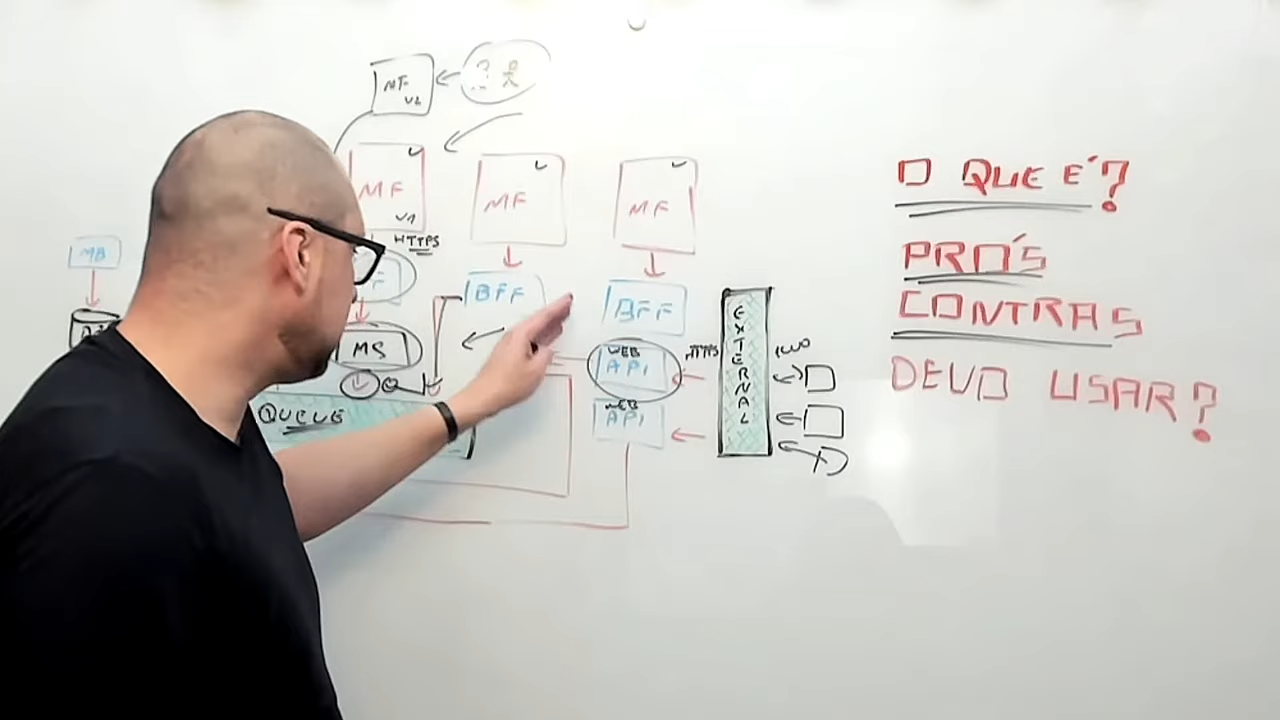 MF
V2
MF
V1
MF
MF
HTTPS
MB
BFF
BFF
MS
WEB
API
HTTPS
WEB
API
QUEUE
EXTERNAL
O QUE É?
PRÓS
CONTRAS
DEVO USAR?